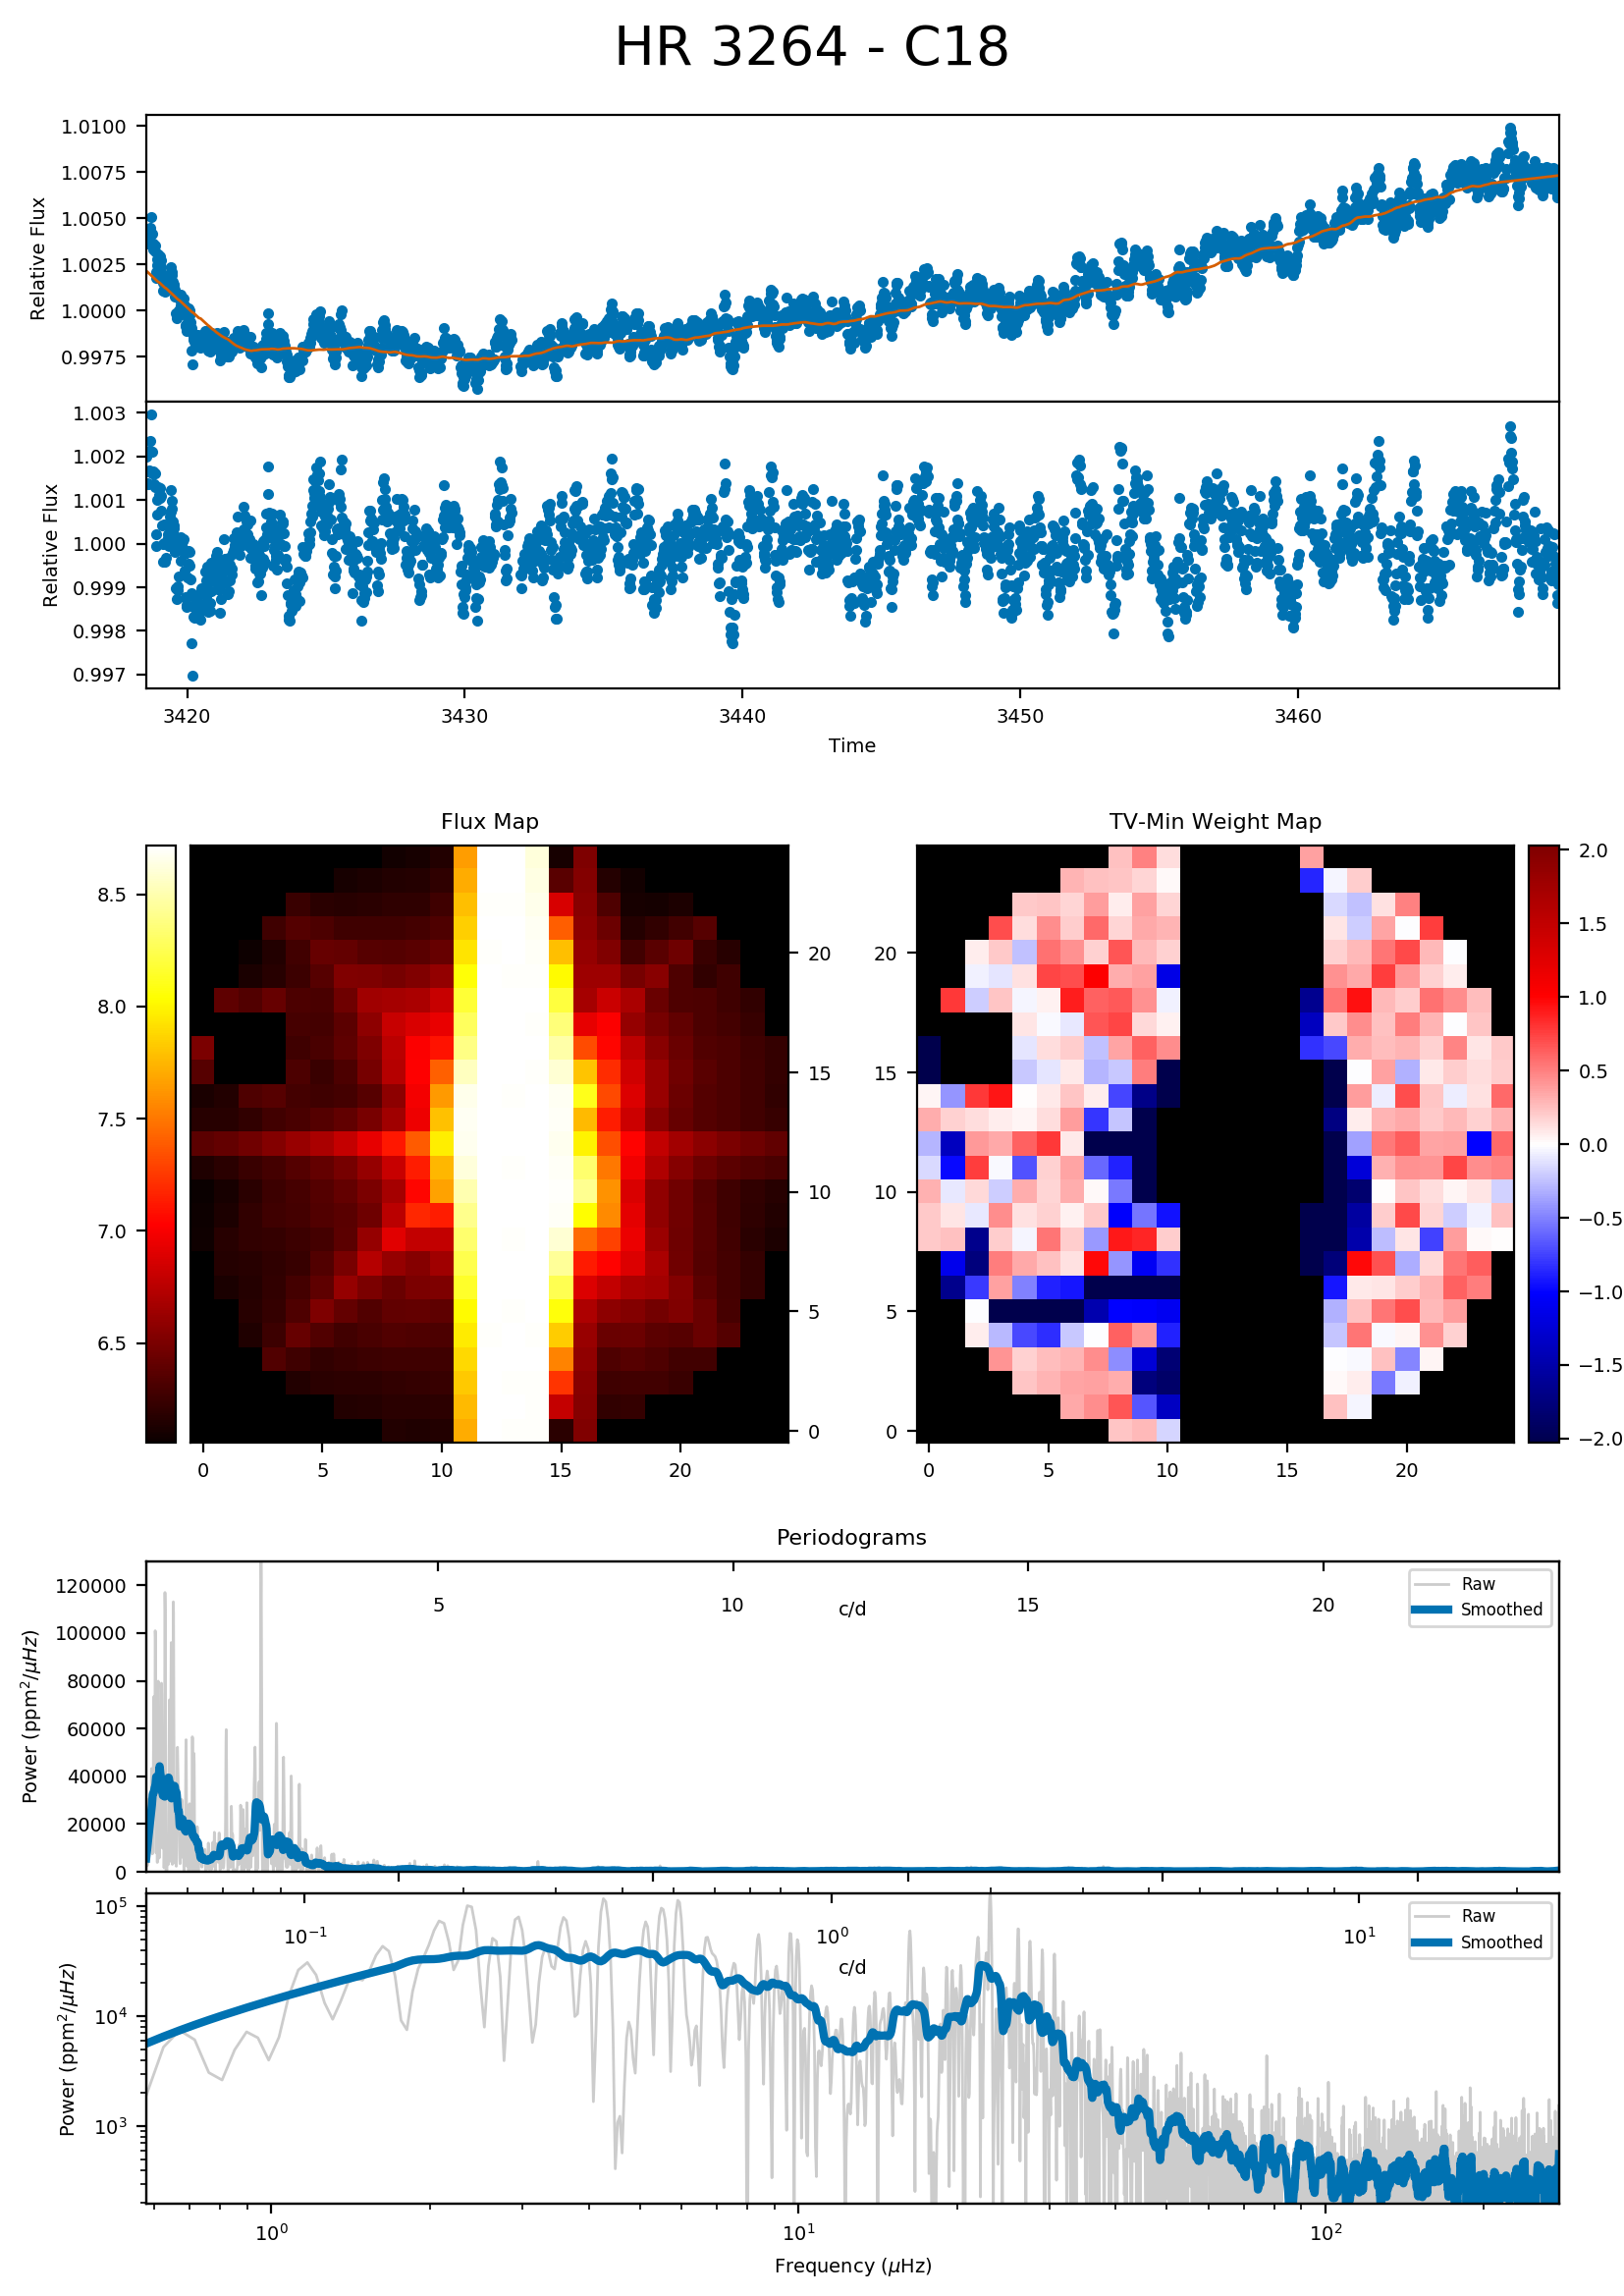 HR 3264 - C18
1.0100
1.0075
1.0050
1.0025
1.0000
0.9975
Relative Flux
1.003
1.002
1.001
1.000
0.999
0.998
0.997
Relative Flux
3420 3430 3440 3450 3460
Time
Flux Map
TV-Min Weight Map
8.5
8.0
7.5
7.0
6.5
20
15
10
5
0
0 5 10 15 20
20
15
10
5
0
0 5 10 15 20
2.0
1.5
1.0
0.5
0.0
−0.5
−1.0
−1.5
−2.0
Periodograms
120000
100000
80000
60000
40000
20000
0
Power (ppm²/μHz)
5 10 15 20
c/d
Raw
Smoothed
10⁵
10⁴
10³
Power (ppm²/μHz)
10⁻¹ 10⁰ 10¹
c/d
Raw
Smoothed
10⁰ 10¹ 10²
Frequency (μHz)